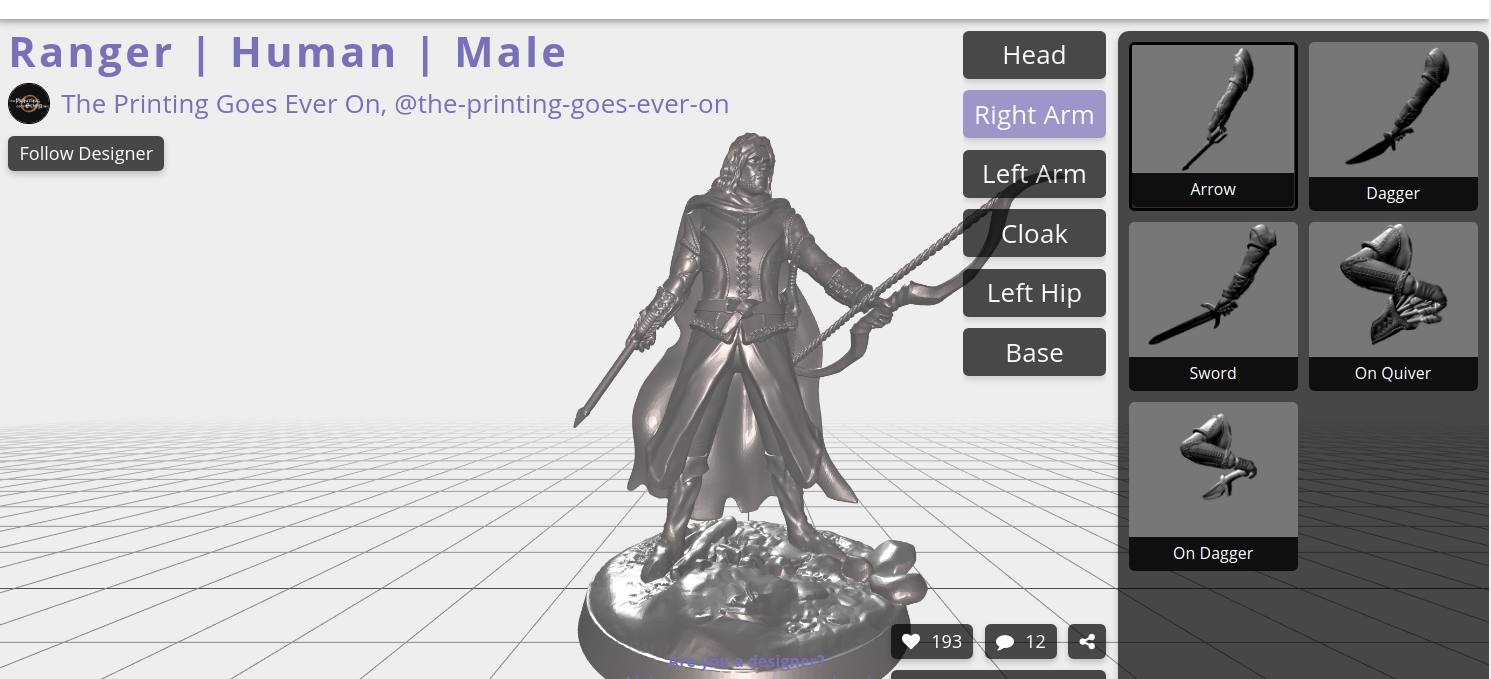 Ranger | Human | Male
The Printing Goes Ever On, @the-printing-goes-ever-on
Follow Designer
Head
Right Arm
Left Arm
Cloak
Left Hip
Base
Arrow
Dagger
Sword
On Quiver
On Dagger
193
12
Are you a designer?